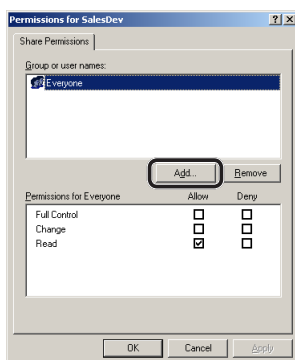 Permissions for SalesDev
Share Permissions
Group or user names:
Everyone
Add... Remove
Permissions for Everyone Allow Deny
Full Control
Change
Read
OK Cancel Apply